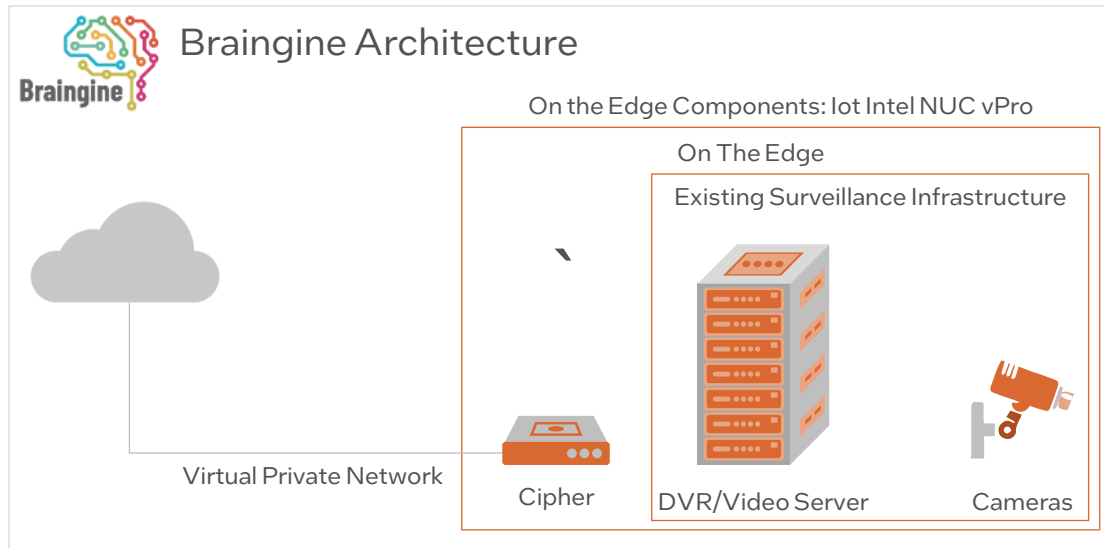 Braingine Architecture
Braingine
On the Edge Components: Iot Intel NUC vPro
On The Edge
Existing Surveillance Infrastructure
`
Virtual Private Network
Cipher
DVR/Video Server
Cameras